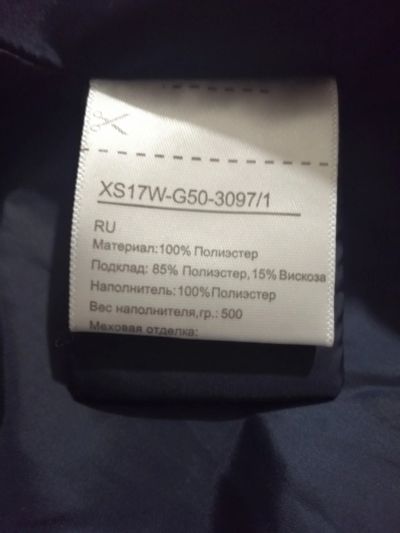 XS17W-G50-3097/1
RU
Материал:100% Полиэстер
Подклад: 85% Полиэстер,15% Вискоза
Наполнитель:100%Полиэстер
Вес наполнителя,гр.: 500
Меховая отделка: